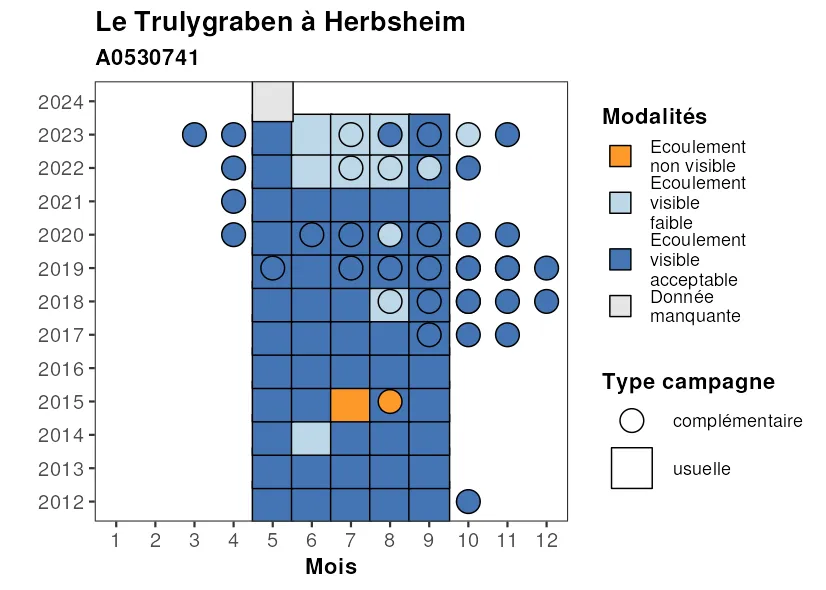 Le Trulygraben à Herbsheim
A0530741
2024
2023
2022
2021
2020
2019
2018
2017
2016
2015
2014
2013
2012
1 2 3 4 5 6 7 8 9 10 11 12
Mois
Modalités
Ecoulement
non visible
Ecoulement
visible
faible
Ecoulement
visible
acceptable
Donnée
manquante
Type campagne
complémentaire
usuelle